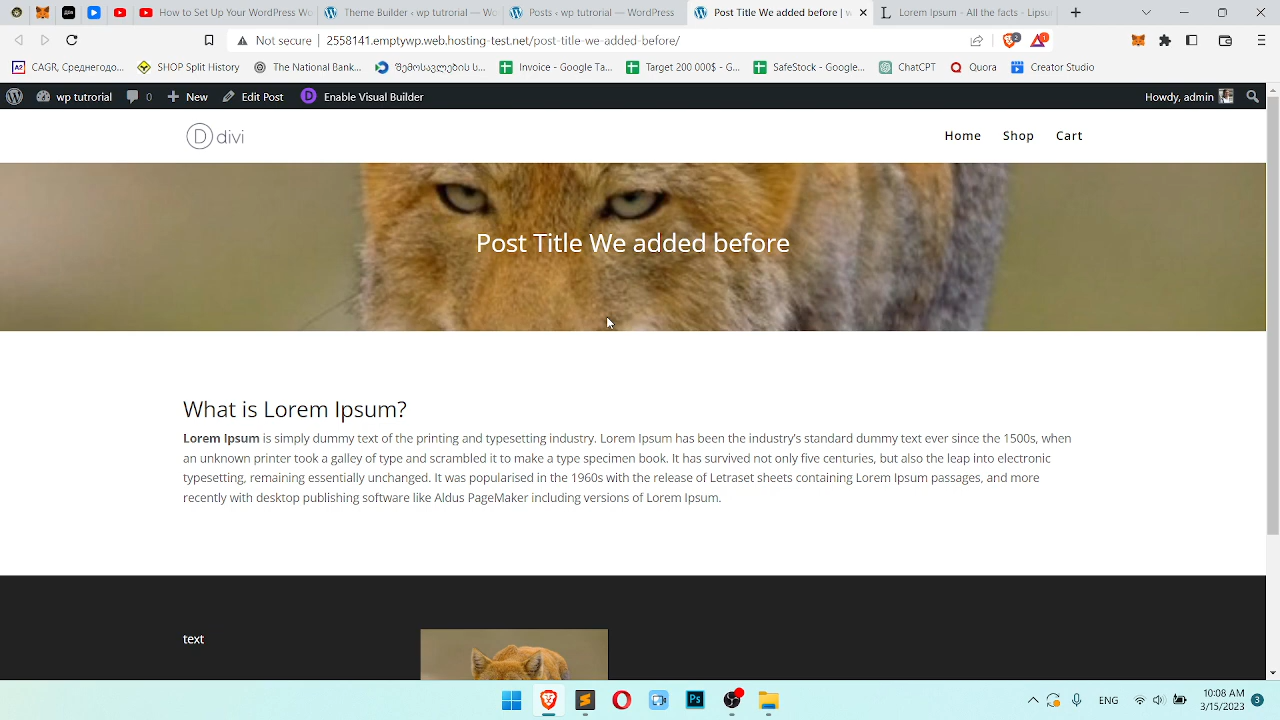 How to Set Up Your WordPress Wo
Theme Builder - wp tutorial — Wo
Posts - wp tutorial — WordPress
Post Title We added before | w
Lorem Ipsum - All the facts - Lipsu
Not secure | 2558141.emptywp.web.hosting-test.net/post-title-we-added-before/
2
1
CAGR, Среднегодо...
SHOP Split History
The National Bank...
Invoice - Google Ta...
Target 200 000$ - G...
SafeStock - Google...
ChatGPT
Quora
Creator Studio
wp tutorial
0
New
Edit Post
Enable Visual Builder
Howdy, admin
D divi
Home
Shop
Cart
Post Title We added before
What is Lorem Ipsum?
Lorem Ipsum is simply dummy text of the printing and typesetting industry. Lorem Ipsum has been the industry's standard dummy text ever since the 1500s, when
an unknown printer took a galley of type and scrambled it to make a type specimen book. It has survived not only five centuries, but also the leap into electronic
typesetting, remaining essentially unchanged. It was popularised in the 1960s with the release of Letraset sheets containing Lorem Ipsum passages, and more
recently with desktop publishing software like Aldus PageMaker including versions of Lorem Ipsum.
text
Ps
ENG
10:08 AM
3/15/2023
3